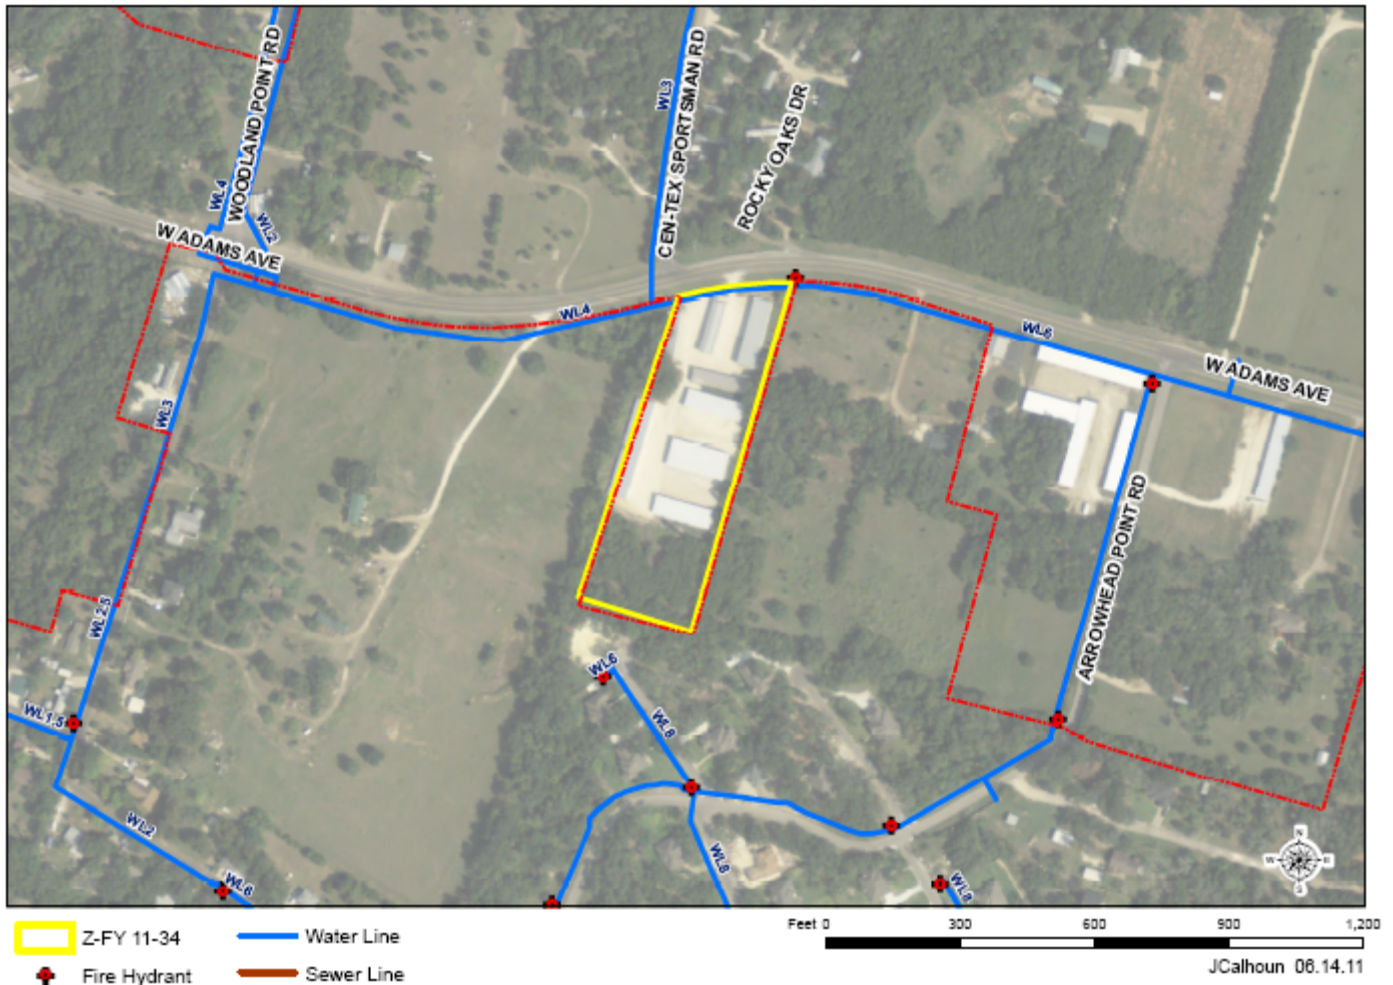 WOODLAND POINT RD
WL4
WL2
W ADAMS AVE
WL3
CEN-TEX SPORTSMAN RD
ROCKY OAKS DR
WL4
WL6
W ADAMS AVE
WL3
ARROWHEAD POINT RD
WL2.5
WL1.5
WL2
WL6
WL6
WL8
WL8
WL8
N
W E
S
Z-FY 11-34
Water Line
Fire Hydrant
Sewer Line
Feet 0 300 600 900 1,200
JCalhoun 06.14.11